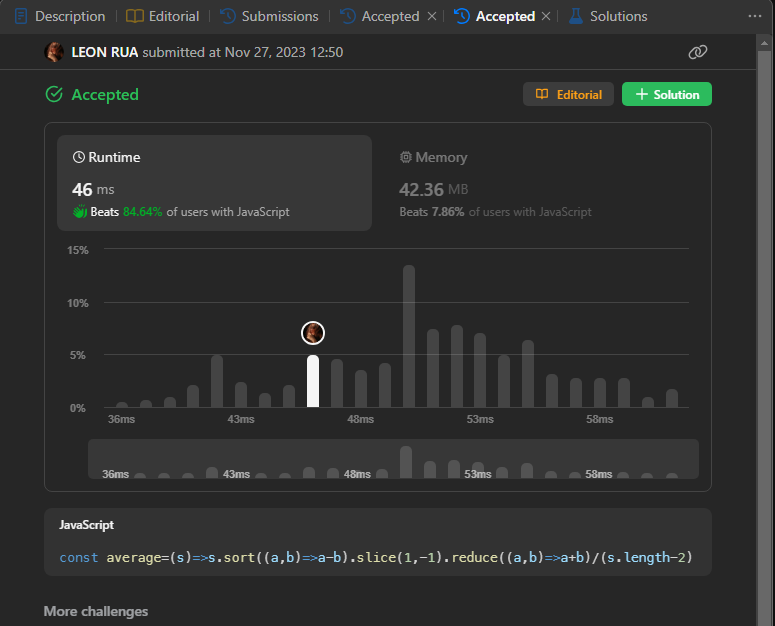 Description Editorial Submissions Accepted Accepted Solutions
LEON RUA submitted at Nov 27, 2023 12:50
Accepted Editorial Solution
Runtime Memory
46 ms 42.36 MB
Beats 84.64% of users with JavaScript Beats 7.86% of users with JavaScript
15%
10%
5%
0%
36ms 43ms 48ms 53ms 58ms
36ms 43ms 48ms 53ms 58ms
JavaScript
const average=(s)=>s.sort((a,b)=>a-b).slice(1,-1).reduce((a,b)=>a+b)/(s.length-2)
More challenges